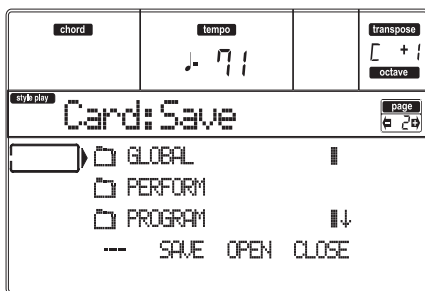 chord tempo transpose
♩. 71 C +1
octave
style play Card:Save page
2
GLOBAL
PERFORM
PROGRAM
--- SAVE OPEN CLOSE